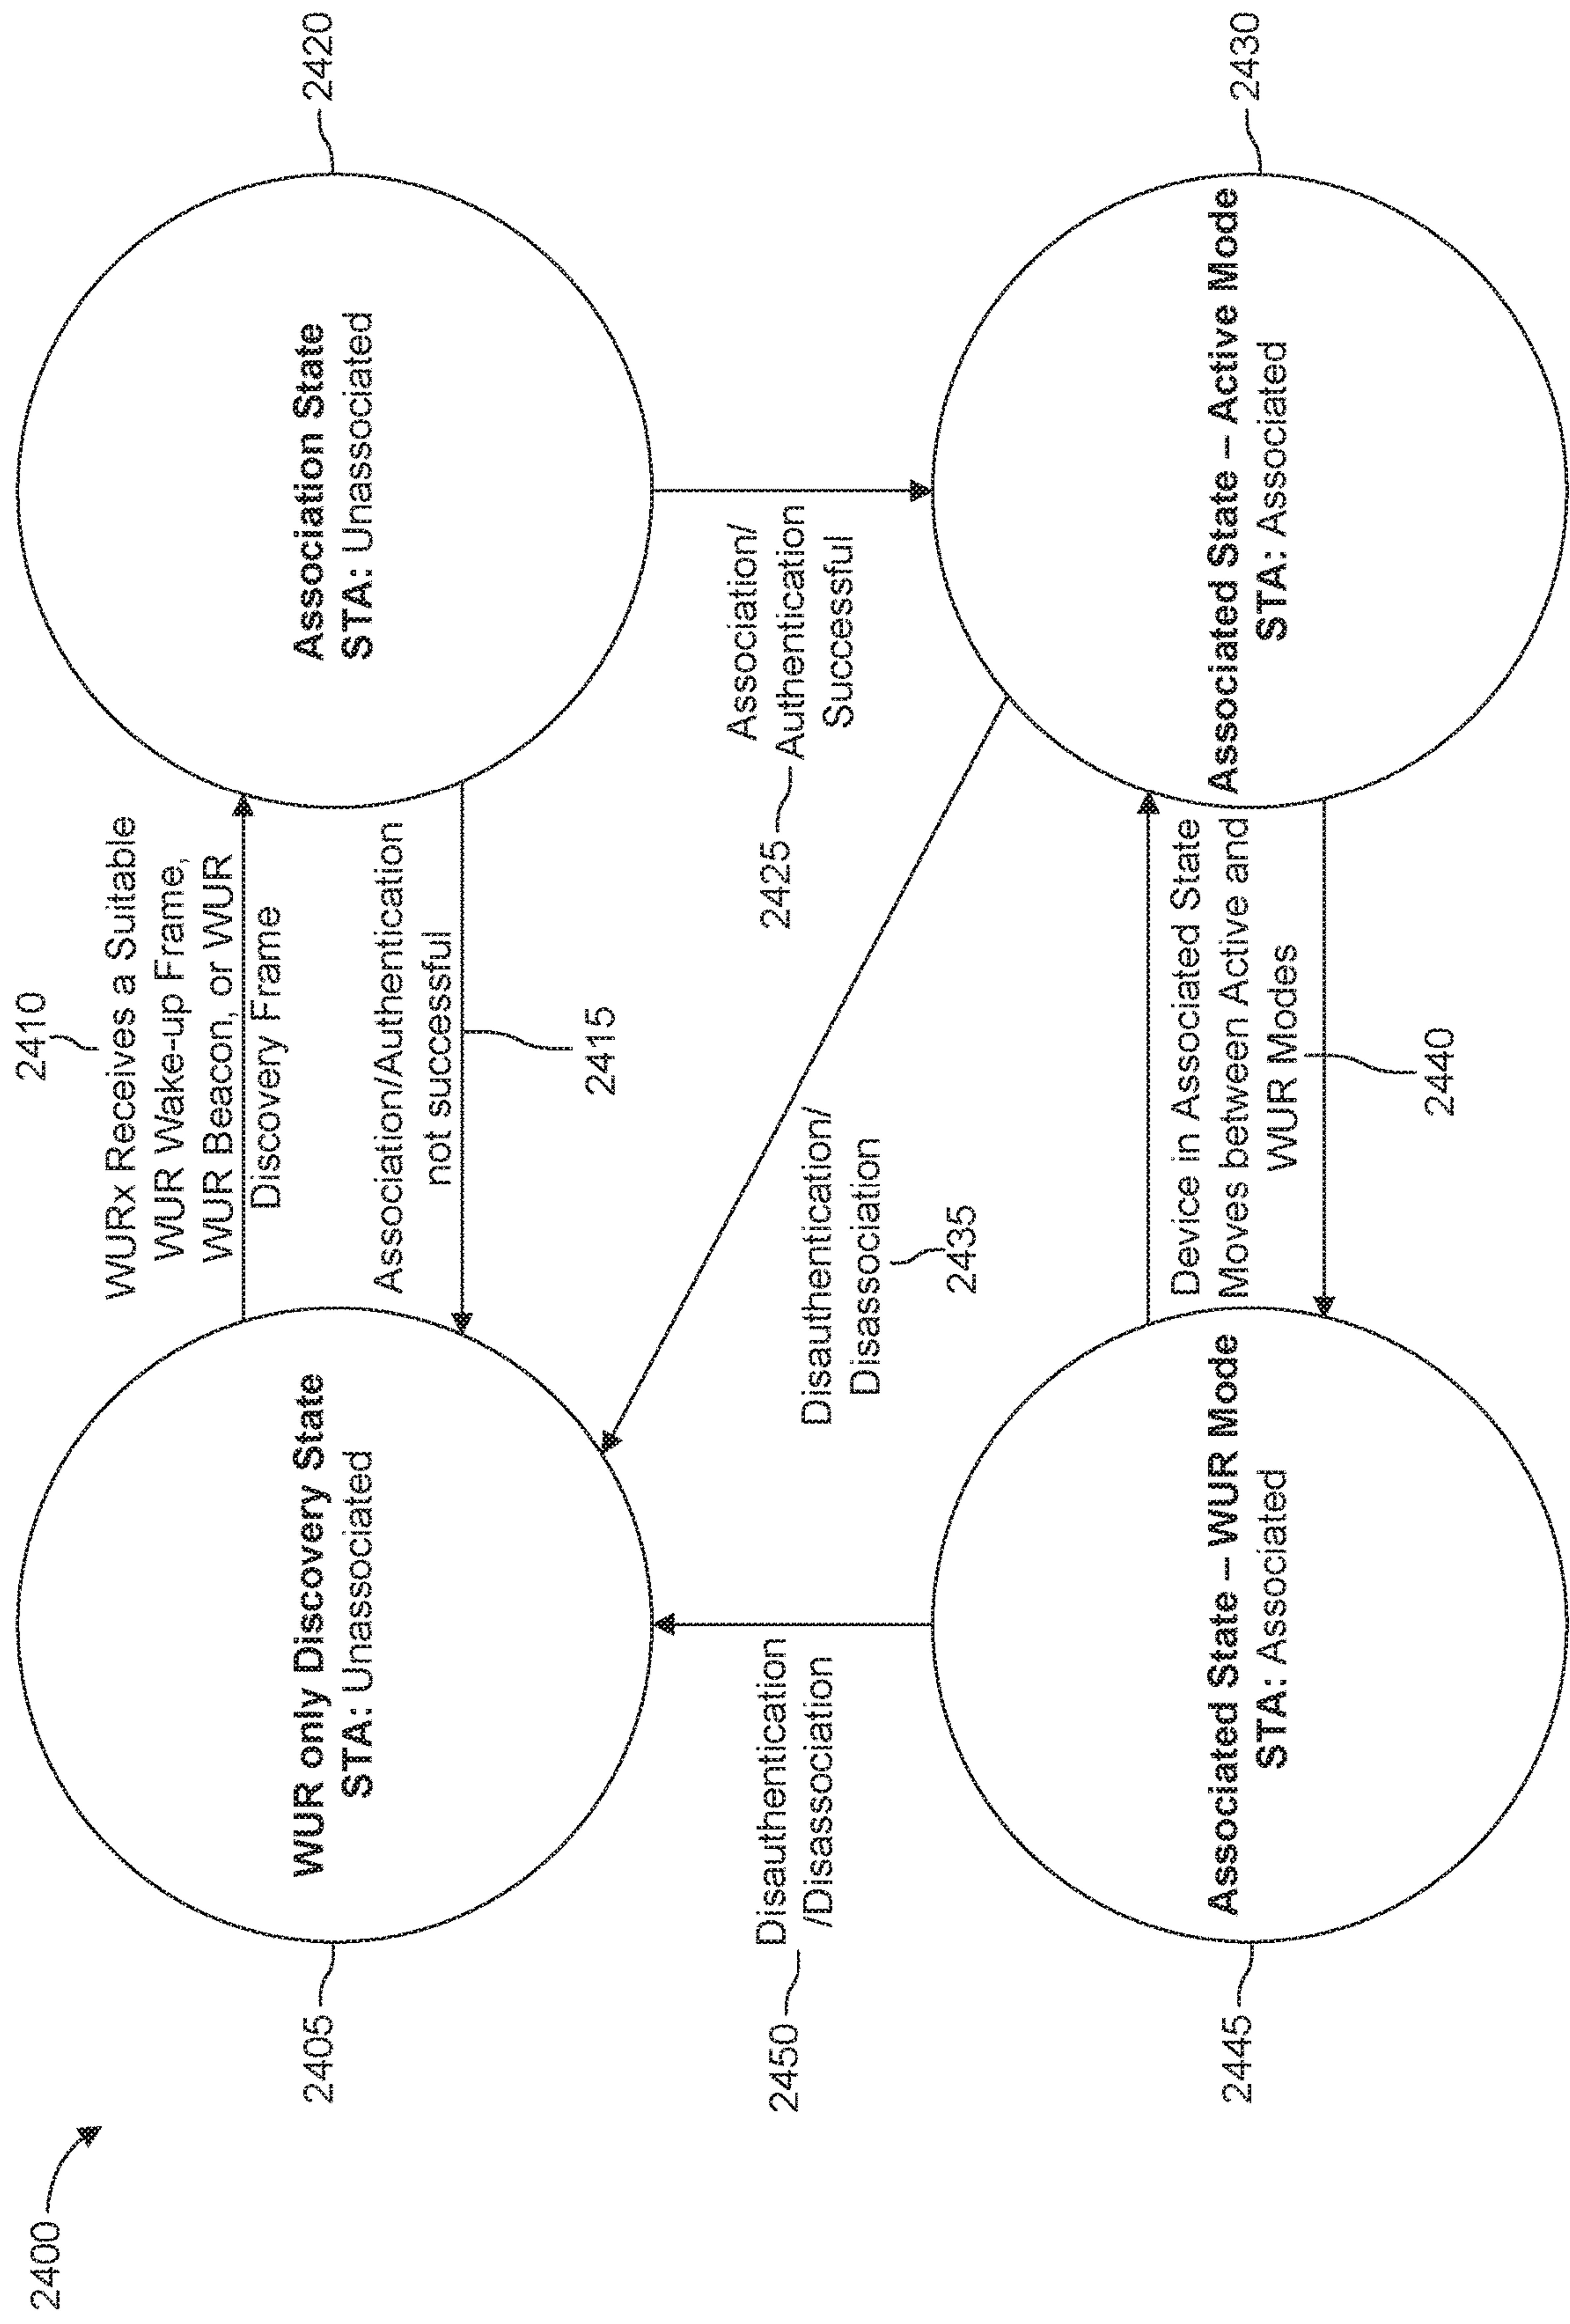 2400
2410
WURx Receives a Suitable
WUR Wake-up Frame,
WUR Beacon, or WUR
Discovery Frame
2405
WUR only Discovery State
STA: Unassociated
Association/Authentication
not successful
2415
Association State
STA: Unassociated
2420
2450
Disauthentication
/Disassociation
Disauthentication/
Disassociation
2435
2425
Association/
Authentication
Successful
2445
Associated State – WUR Mode
STA: Associated
Device in Associated State
Moves between Active and
WUR Modes
2440
Associated State – Active Mode
STA: Associated
2430